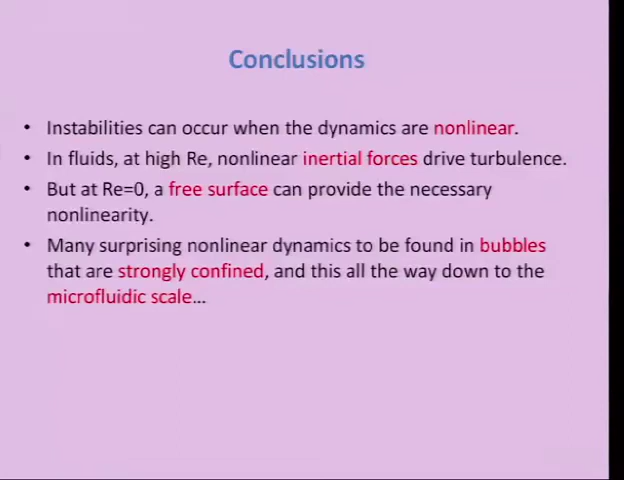 Conclusions
• Instabilities can occur when the dynamics are nonlinear.
• In fluids, at high Re, nonlinear inertial forces drive turbulence.
• But at Re=0, a free surface can provide the necessary
nonlinearity.
• Many surprising nonlinear dynamics to be found in bubbles
that are strongly confined, and this all the way down to the
microfluidic scale…